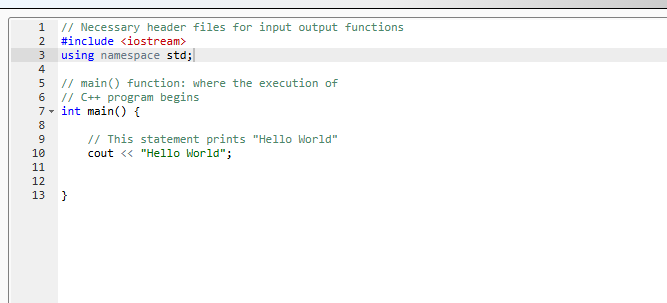 1 // Necessary header files for input output functions
2 #include <iostream>
3 using namespace std;
4
5 // main() function: where the execution of
6 // C++ program begins
7 int main() {
8
9     // This statement prints "Hello World"
10     cout << "Hello World";
11
12
13 }